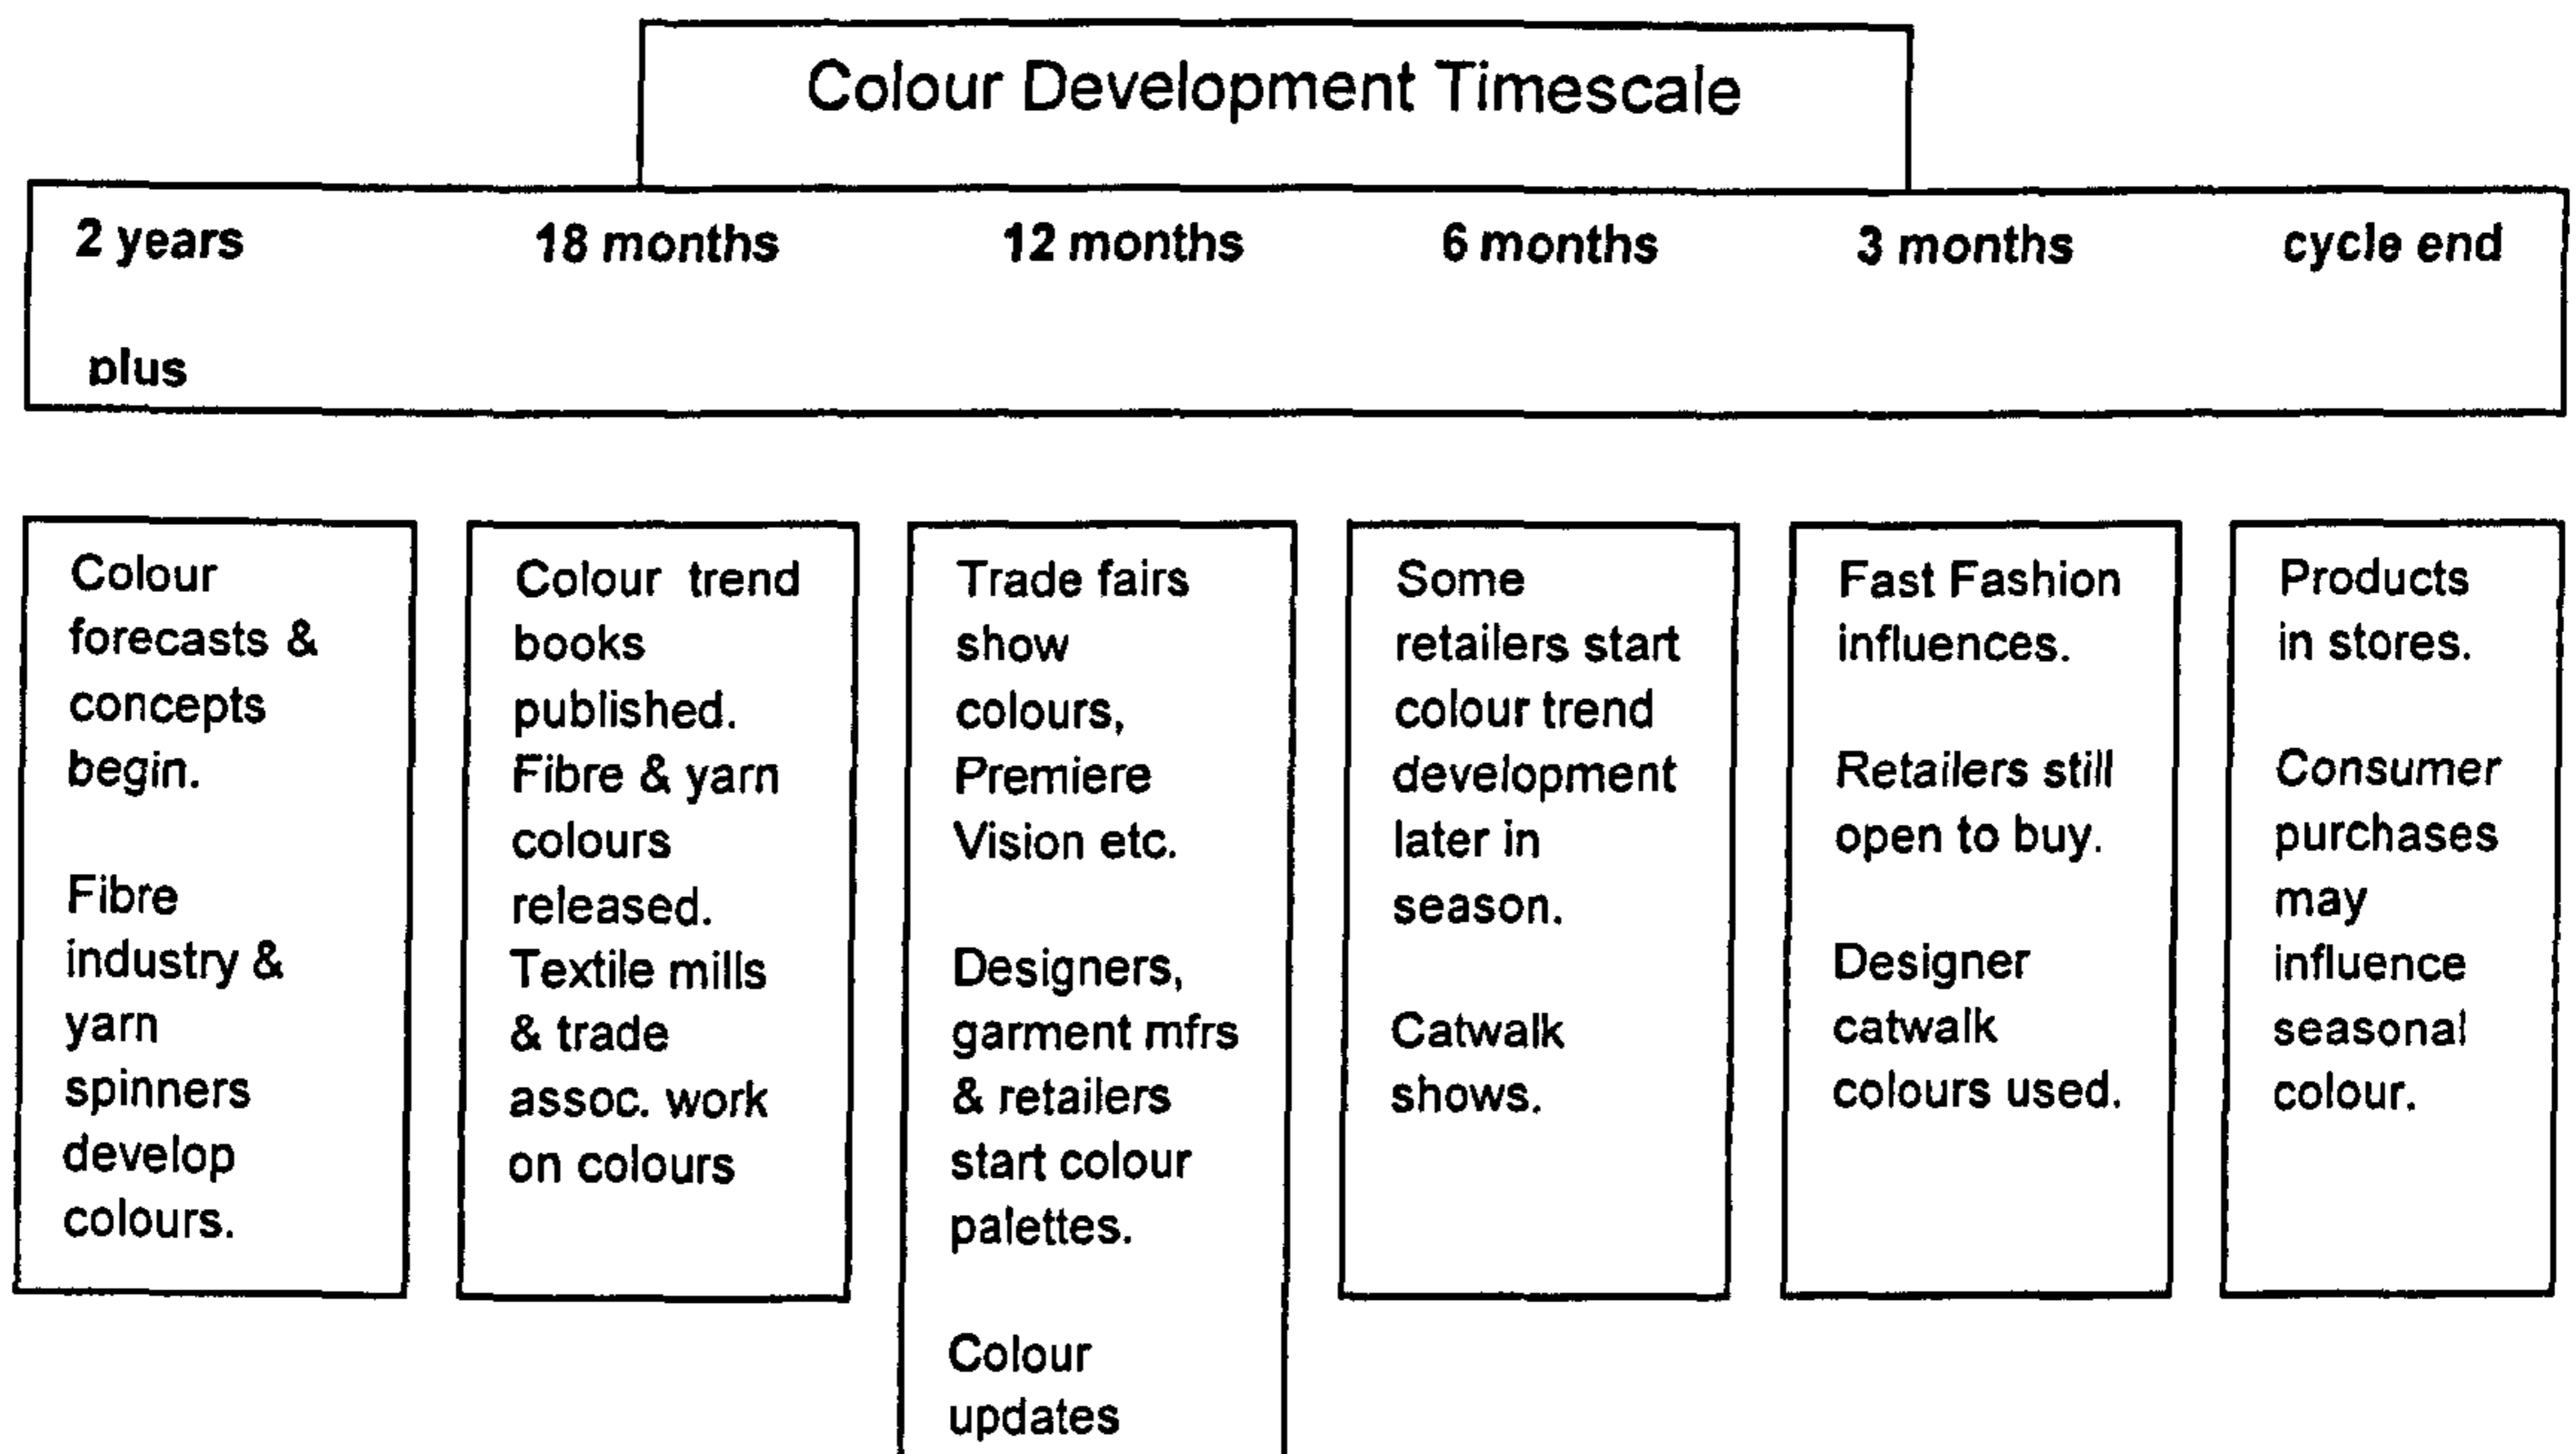 Colour Development Timescale
2 years
18 months
12 months
6 months
3 months
cycle end
plus
Colour
forecasts &
concepts
begin.
Fibre
industry &
yarn
spinners
develop
colours.
Colour trend
books
published.
Fibre & yarn
colours
released.
Textile mills
& trade
assoc. work
on colours
Trade fairs
show
colours,
Premiere
Vision etc.
Designers,
garment mfrs
& retailers
start colour
palettes.
Colour
updates
Some
retailers start
colour trend
development
later in
season.
Catwalk
shows.
Fast Fashion
influences.
Retailers still
open to buy.
Designer
catwalk
colours used.
Products
in stores.
Consumer
purchases
may
influence
seasonal
colour.